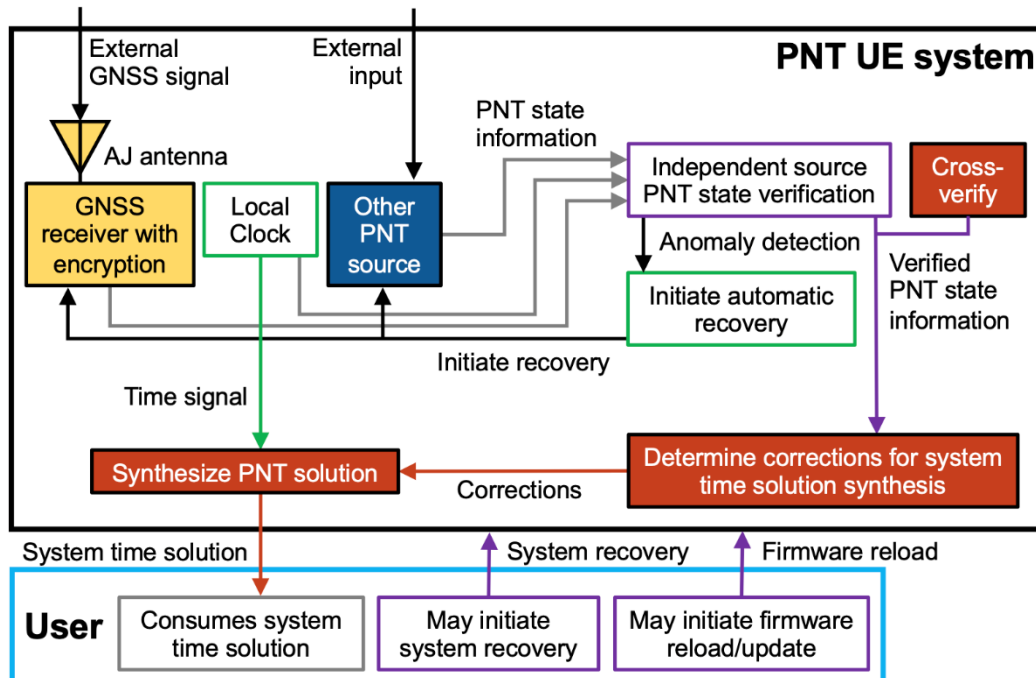 External
GNSS signal
External
input
PNT UE system
AJ antenna
PNT state
information
GNSS
receiver with
encryption
Local
Clock
Other
PNT
source
Independent source
PNT state verification
Cross-
verify
Anomaly detection
Verified
PNT state
information
Initiate automatic
recovery
Initiate recovery
Time signal
Synthesize PNT solution
Corrections
Determine corrections for system
time solution synthesis
System time solution
System recovery
Firmware reload
User
Consumes system
time solution
May initiate
system recovery
May initiate firmware
reload/update